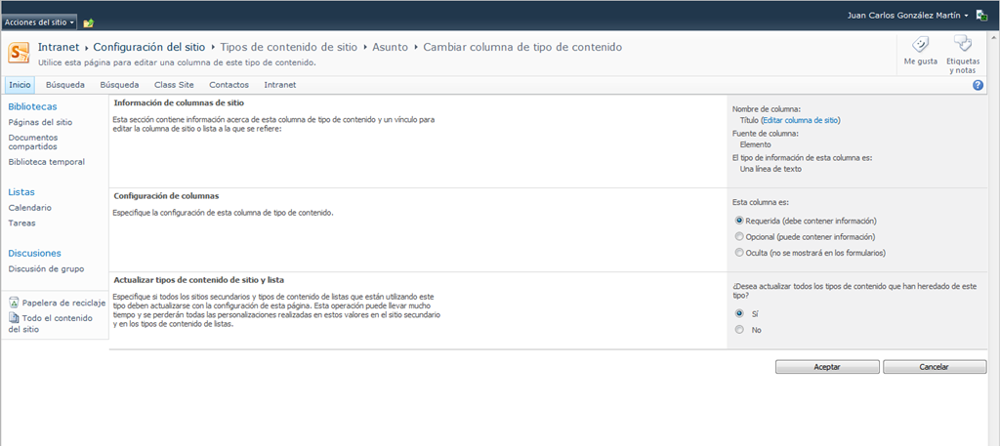 Acciones del sitio
Juan Carlos González Martín
Intranet ▸ Configuración del sitio ▸ Tipos de contenido de sitio ▸ Asunto ▸ Cambiar columna de tipo de contenido
Utilice esta página para editar una columna de este tipo de contenido.
Me gusta
Etiquetas
y notas
Inicio Búsqueda Búsqueda Class Site Contactos Intranet
Bibliotecas
Páginas del sitio
Documentos
compartidos
Biblioteca temporal
Listas
Calendario
Tareas
Discusiones
Discusión de grupo
Papelera de reciclaje
Todo el contenido
del sitio
Información de columnas de sitio
Esta sección contiene información acerca de esta columna de tipo de contenido y un vínculo para
editar la columna de sitio o lista a la que se refiere:
Nombre de columna:
Título (Editar columna de sitio)
Fuente de columna:
Elemento
El tipo de información de esta columna es:
Una línea de texto
Configuración de columnas
Especifique la configuración de esta columna de tipo de contenido.
Esta columna es:
Requerida (debe contener información)
Opcional (puede contener información)
Oculta (no se mostrará en los formularios)
Actualizar tipos de contenido de sitio y lista
Especifique si todos los sitios secundarios y tipos de contenido de listas que están utilizando este
tipo deben actualizarse con la configuración de esta página. Esta operación puede llevar mucho
tiempo y se perderán todas las personalizaciones realizadas en estos valores en el sitio secundario
y en los tipos de contenido de listas.
¿Desea actualizar todos los tipos de contenido que han heredado de este
tipo?
Sí
No
Aceptar
Cancelar